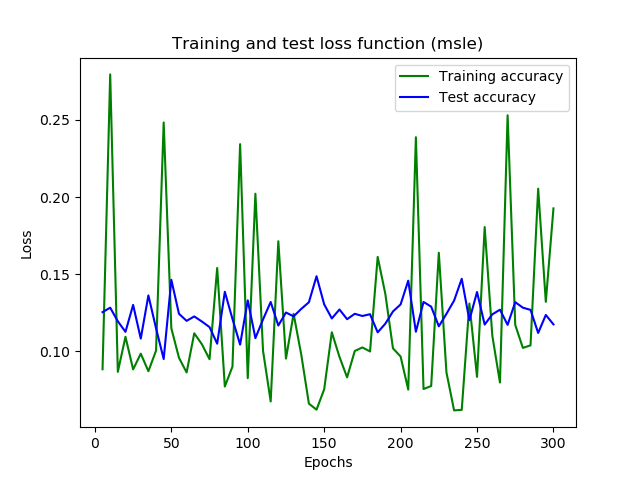 Training and test loss function (msle)
Training accuracy
Test accuracy
0.25
0.20
0.15
0.10
Loss
0
50
100
150
200
250
300
Epochs